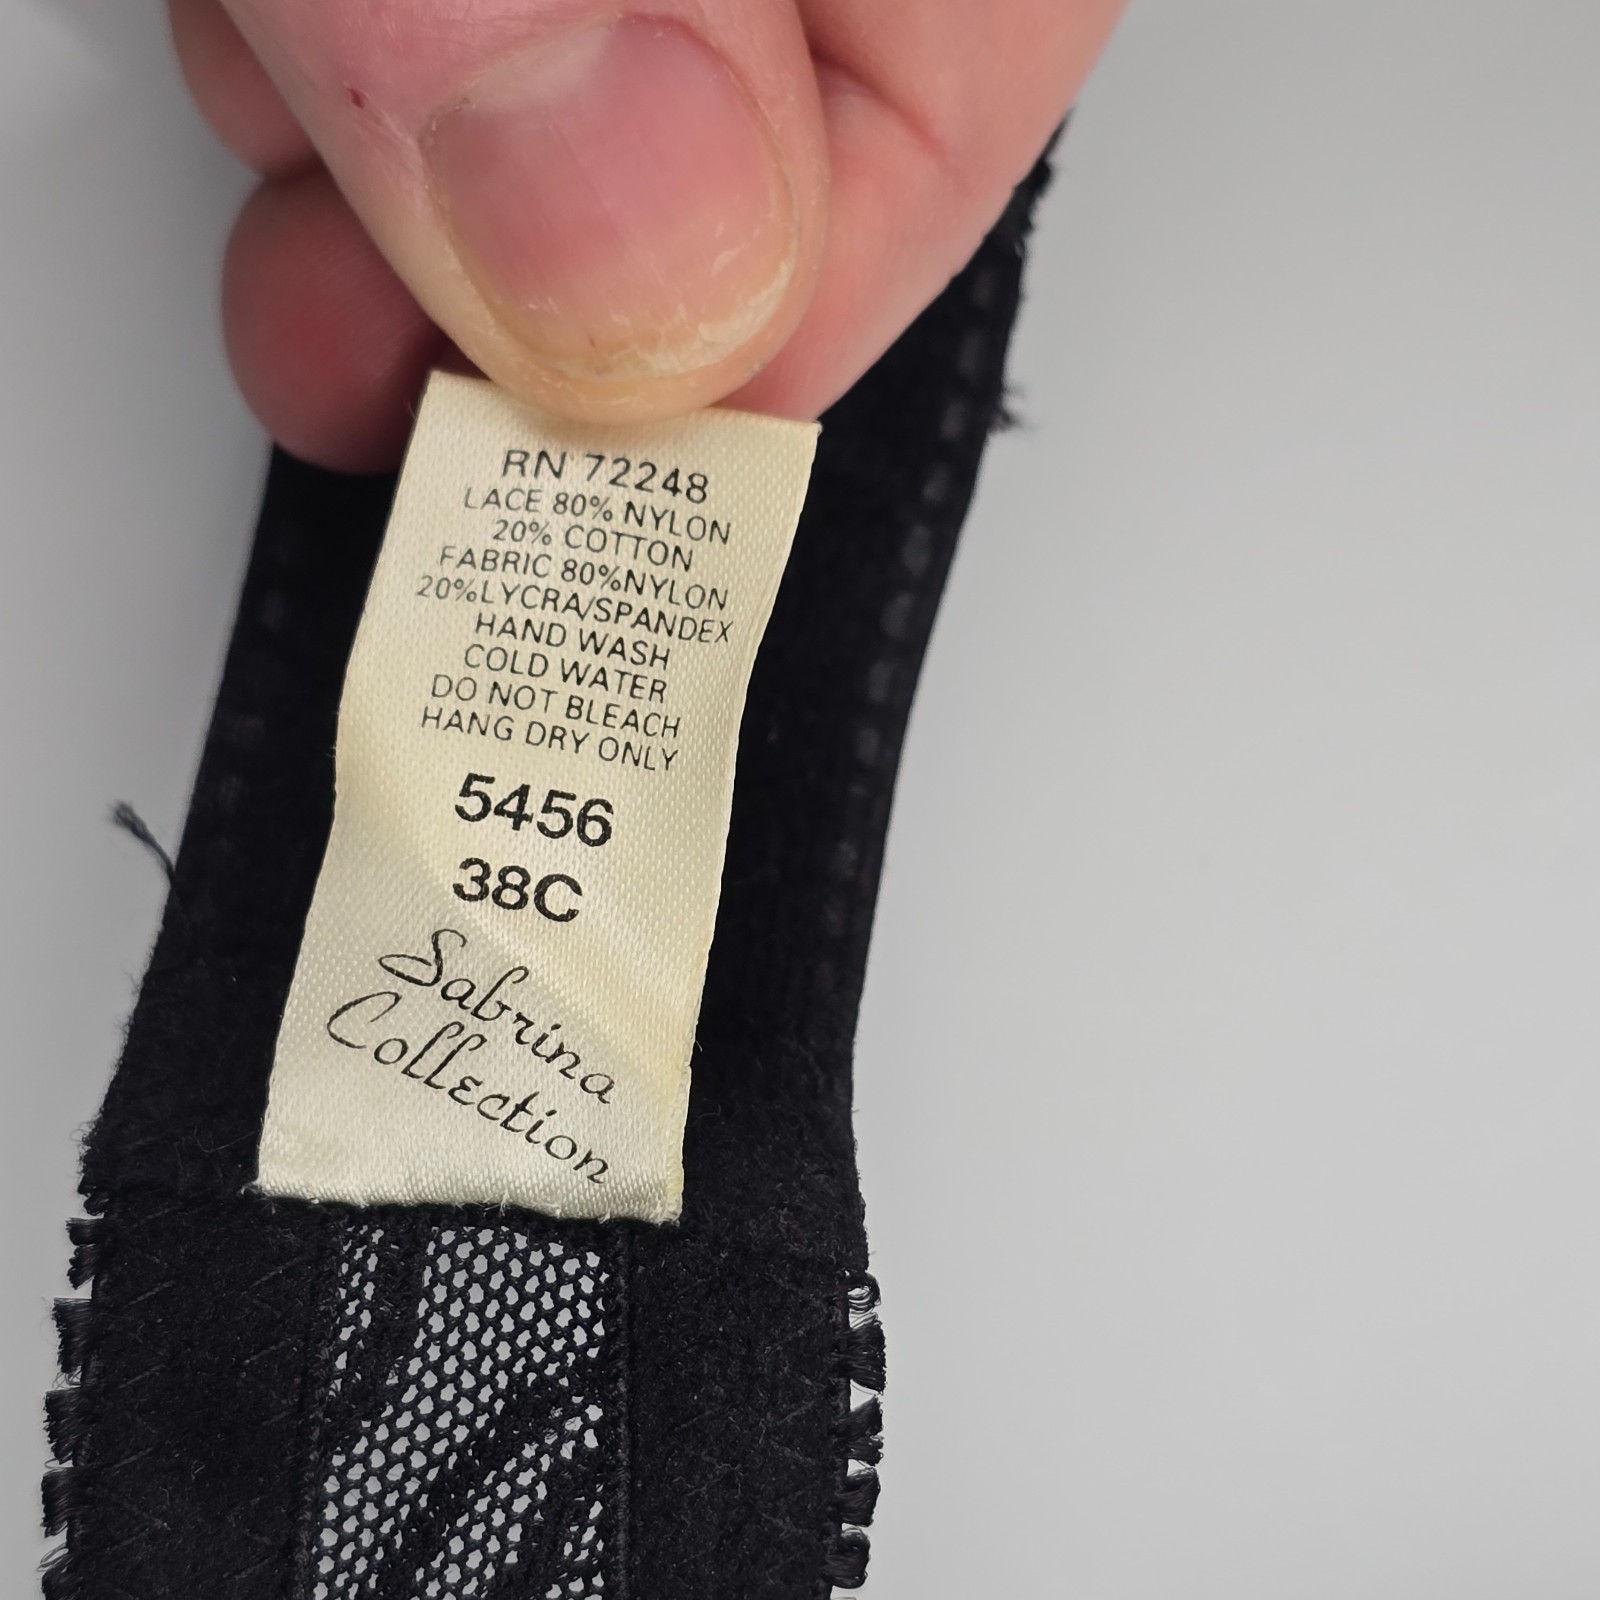 RN 72248
LACE 80% NYLON
20% COTTON
FABRIC 80%NYLON
20%LYCRA/SPANDEX
HAND WASH
COLD WATER
DO NOT BLEACH
HANG DRY ONLY
5456
38C
Sabrina
Collection